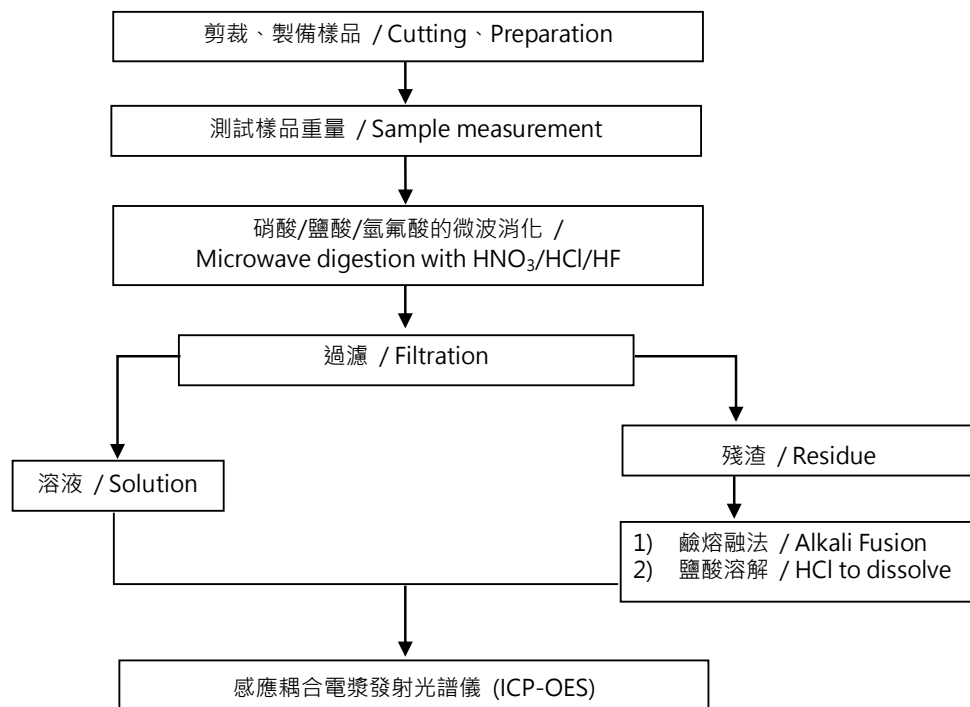 剪裁、製備樣品 / Cutting、Preparation
測試樣品重量 / Sample measurement
硝酸/鹽酸/氫氟酸的微波消化 /
Microwave digestion with HNO₃/HCl/HF
過濾 / Filtration
溶液 / Solution
殘渣 / Residue
1) 鹼熔融法 / Alkali Fusion
2) 鹽酸溶解 / HCl to dissolve
感應耦合電漿發射光譜儀 (ICP-OES)